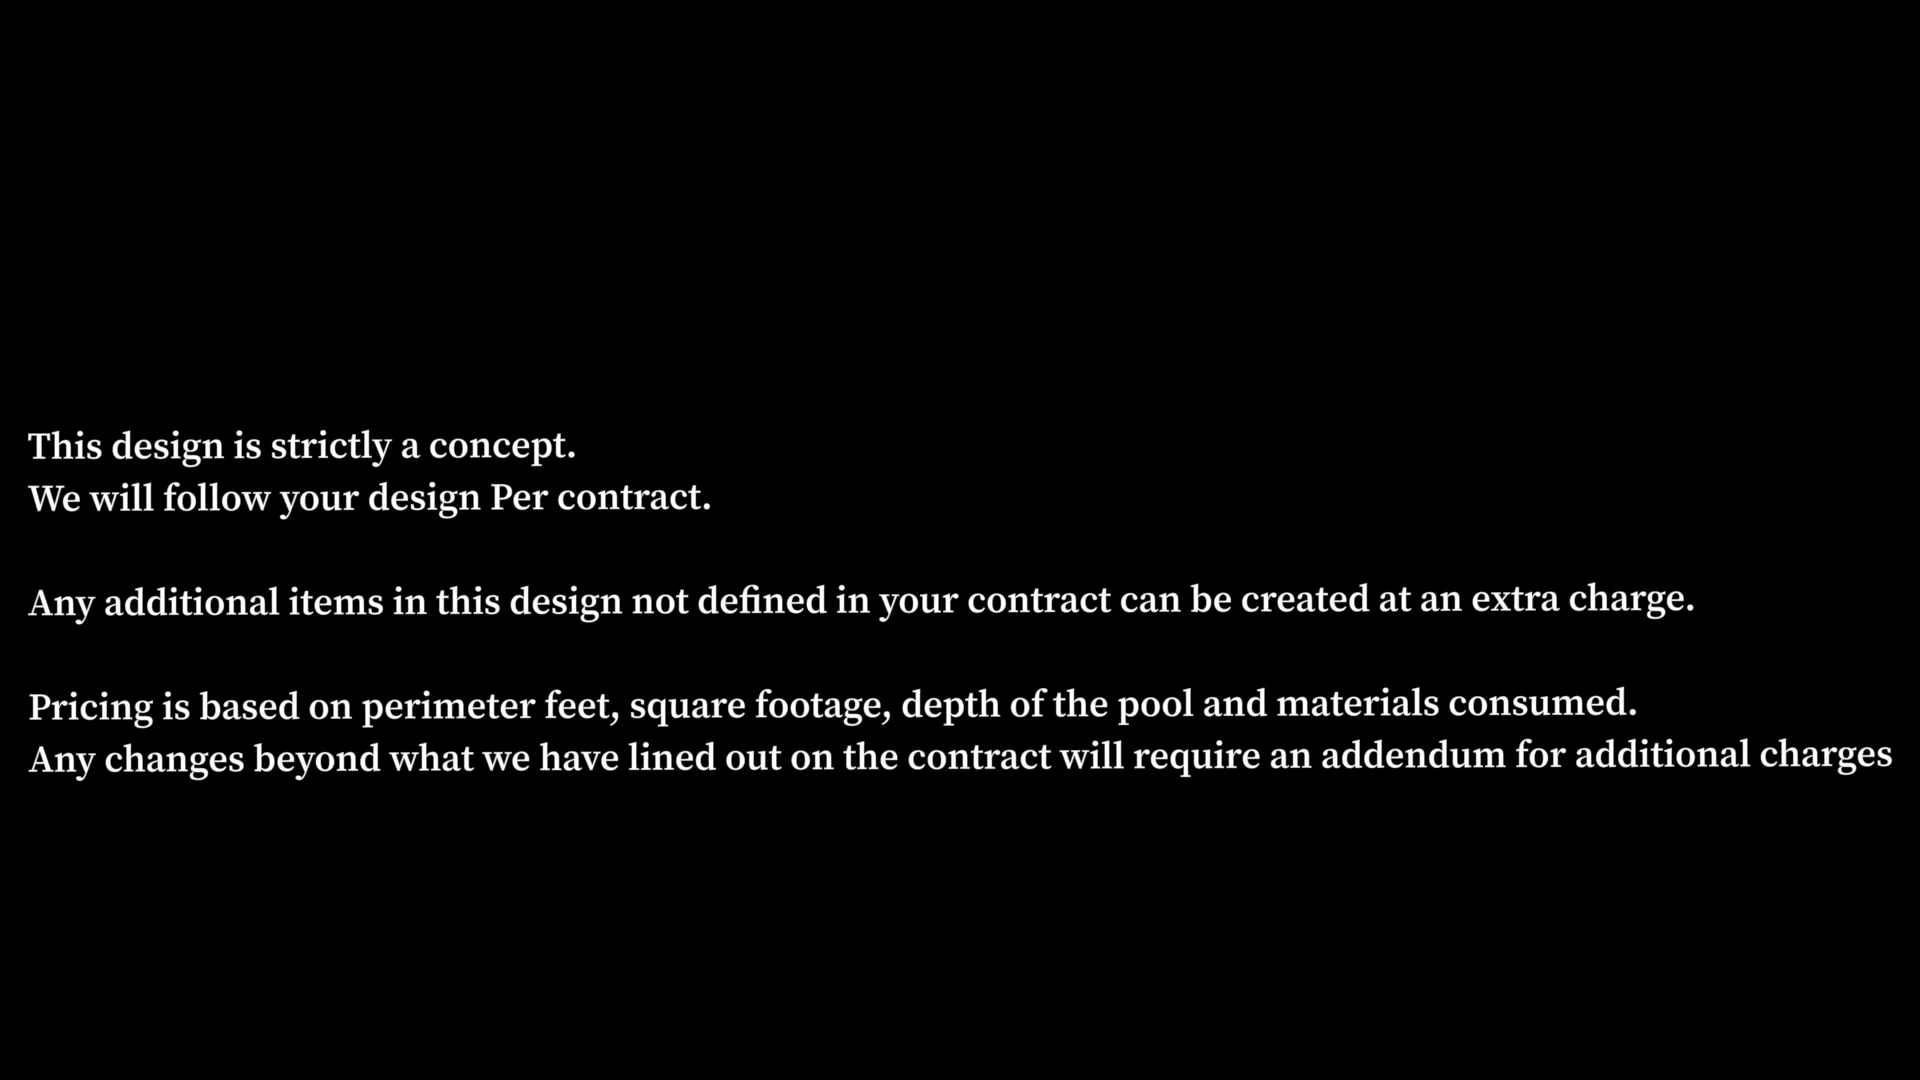 This design is strictly a concept.
We will follow your design Per contract.
Any additional items in this design not defined in your contract can be created at an extra charge.
Pricing is based on perimeter feet, square footage, depth of the pool and materials consumed.
Any changes beyond what we have lined out on the contract will require an addendum for additional charges